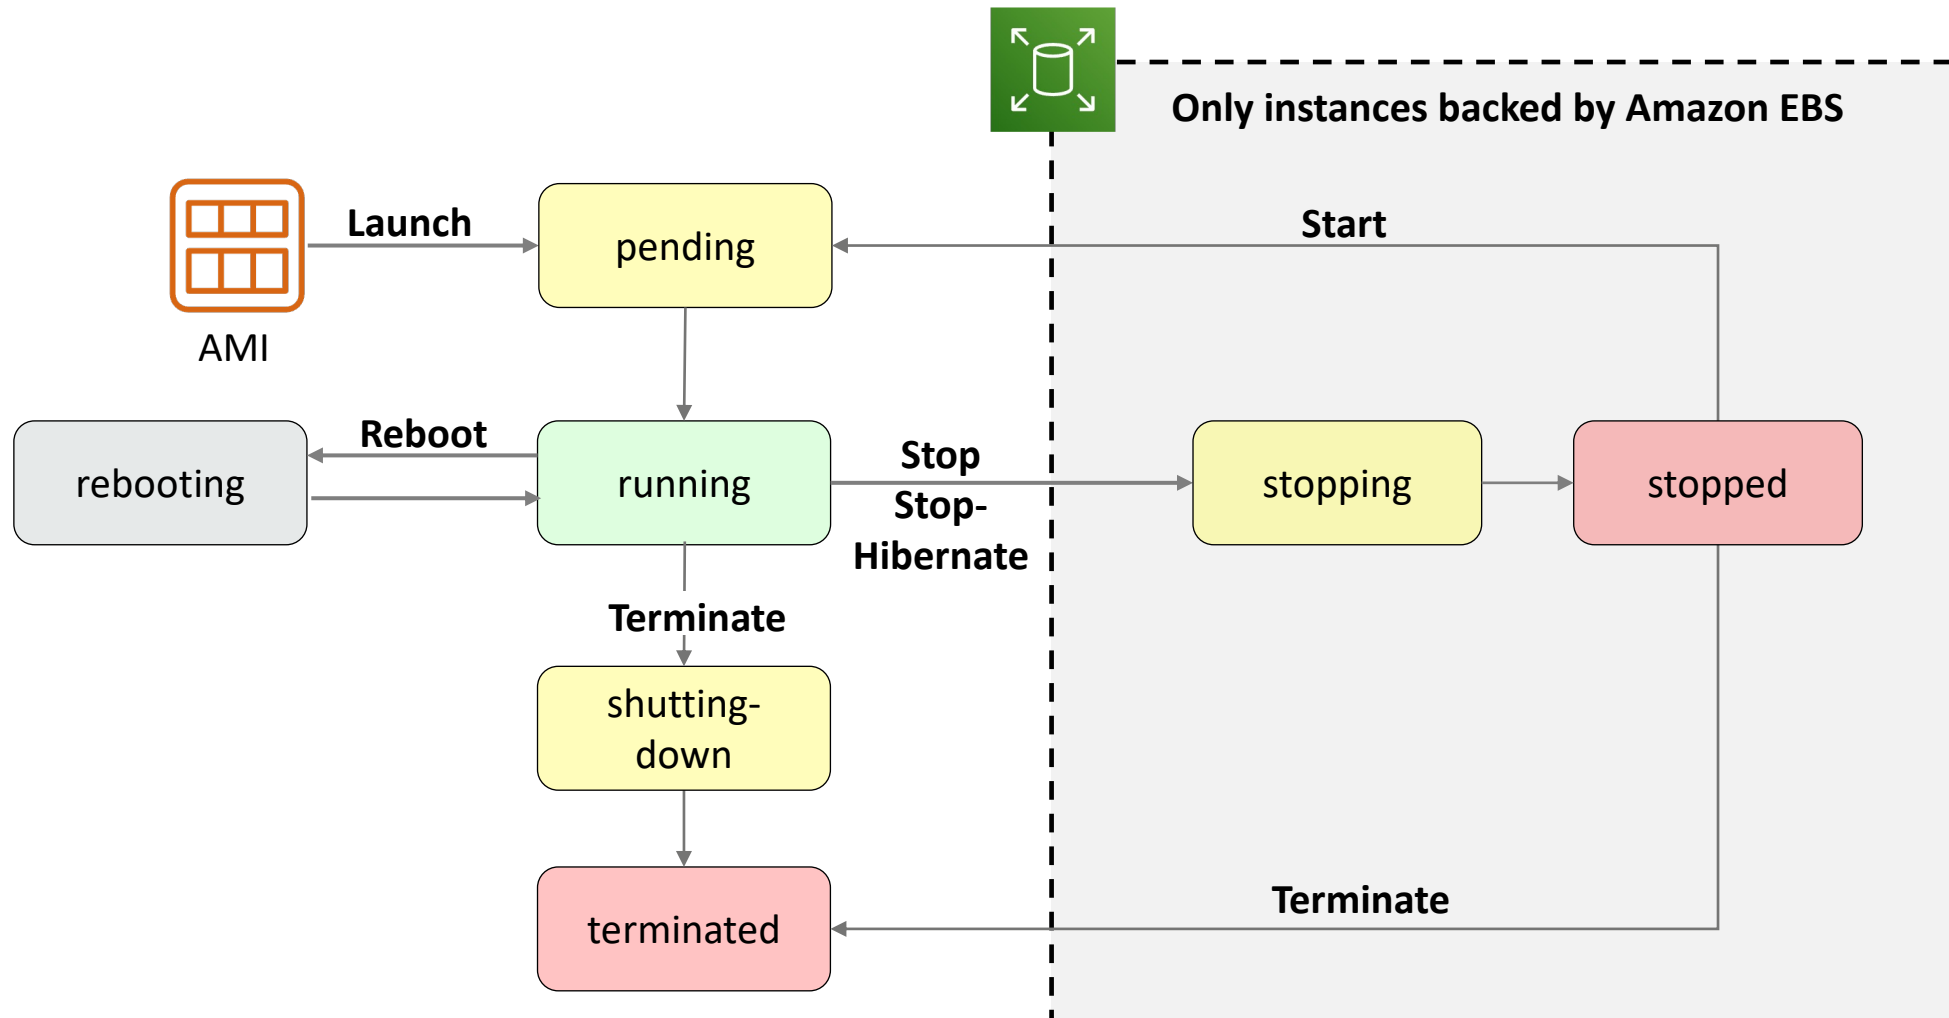 Only instances backed by Amazon EBS
Launch
pending
Start
AMI
Reboot
rebooting
running
Stop
Stop-
Hibernate
stopping
stopped
Terminate
shutting-
down
Terminate
terminated